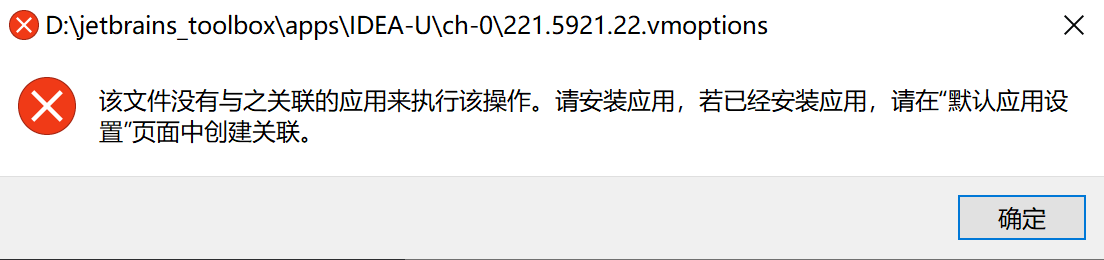 D:\jetbrains_toolbox\apps\IDEA-U\ch-0\221.5921.22.vmoptions
该文件没有与之关联的应用来执行该操作。请安装应用，若已经安装应用，请在“默认应用设
置”页面中创建关联。
确定